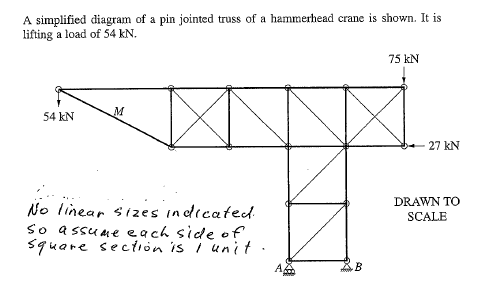 A simplified diagram of a pin jointed truss of a hammerhead crane is shown. It is
lifting a load of 54 kN.
75 kN
54 kN
M
27 kN
No linear sizes indicated.
So assume each side of
square section is 1 unit.
DRAWN TO
SCALE
A
B